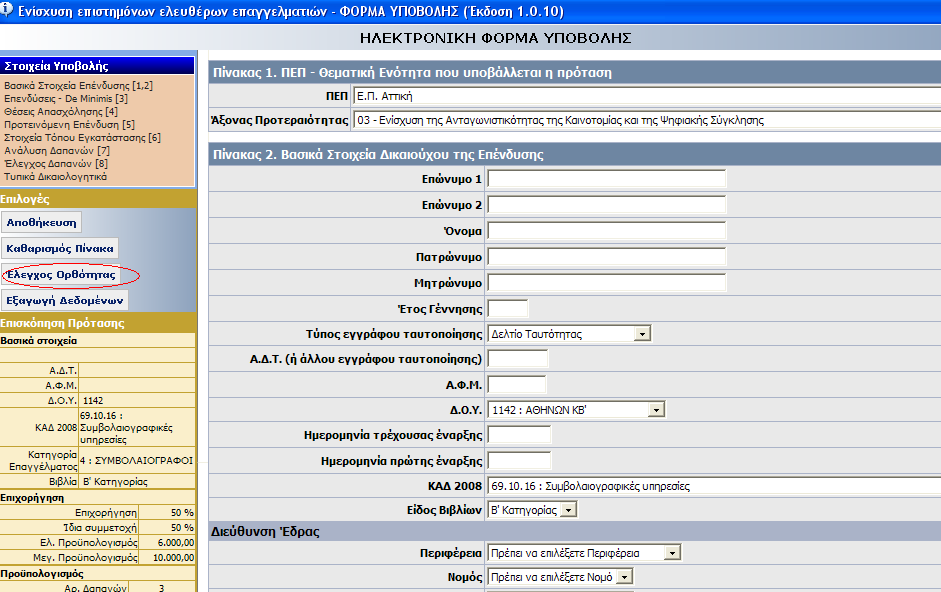 Ενίσχυση επιστημόνων ελευθέρων επαγγελματιών - ΦΟΡΜΑ ΥΠΟΒΟΛΗΣ (Έκδοση 1.0.10)
ΗΛΕΚΤΡΟΝΙΚΗ ΦΟΡΜΑ ΥΠΟΒΟΛΗΣ
Στοιχεία Υποβολής
Βασικά Στοιχεία Επένδυσης [1,2]
Επενδύσεις - De Minimis [3]
Θέσεις Απασχόλησης [4]
Προτεινόμενη Επένδυση [5]
Στοιχεία Τόπου Εγκατάστασης [6]
Ανάλυση Δαπανών [7]
Έλεγχος Δαπανών [8]
Τυπικά Δικαιολογητικά
Επιλογές
Αποθήκευση
Καθαρισμός Πίνακα
Έλεγχος Ορθότητας
Εξαγωγή Δεδομένων
Επισκόπηση Πρότασης
Βασικά στοιχεία
Α.Δ.Τ.
Α.Φ.Μ.
Δ.Ο.Υ. 1142
ΚΑΔ 2008 69.10.16 :
Συμβολαιογραφικές
υπηρεσίες
Κατηγορία
Επαγγέλματος 4 : ΣΥΜΒΟΛΑΙΟΓΡΑΦΟΙ
Βιβλία Β' Κατηγορίας
Επιχορήγηση
Επιχορήγηση 50 %
Ίδια συμμετοχή 50 %
Ελ. Προϋπολογισμός 6.000,00
Μεγ. Προϋπολογισμός 10.000,00
Προϋπολογισμός
Αρ. Δαπανών 3
Πίνακας 1. ΠΕΠ - Θεματική Ενότητα που υποβάλλεται η πρόταση
ΠΕΠ Ε.Π. Αττική
Άξονας Προτεραιότητας 03 - Ενίσχυση της Ανταγωνιστικότητας της Καινοτομίας και της Ψηφιακής Σύγκλησης
Πίνακας 2. Βασικά Στοιχεία Δικαιούχου της Επένδυσης
Επώνυμο 1
Επώνυμο 2
Όνομα
Πατρώνυμο
Μητρώνυμο
Έτος Γέννησης
Τύπος εγγράφου ταυτοποίησης Δελτίο Ταυτότητας
Α.Δ.Τ. (ή άλλου εγγράφου ταυτοποίησης)
Α.Φ.Μ.
Δ.Ο.Υ. 1142 : ΑΘΗΝΩΝ ΚΒ'
Ημερομηνία τρέχουσας έναρξης
Ημερομηνία πρώτης έναρξης
ΚΑΔ 2008 69.10.16 : Συμβολαιογραφικές υπηρεσίες
Είδος Βιβλίων Β' Κατηγορίας
Διεύθυνση Έδρας
Περιφέρεια Πρέπει να επιλέξετε Περιφέρεια
Νομός Πρέπει να επιλέξετε Νομό